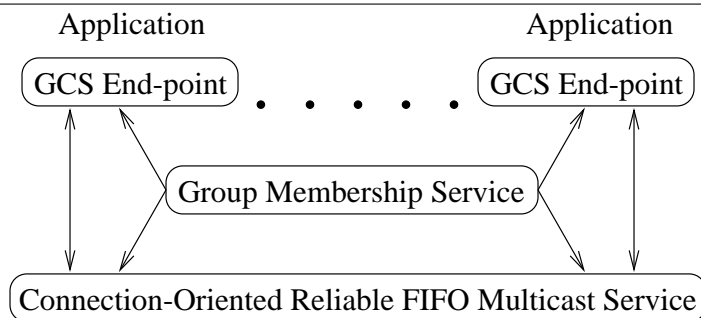 Application Application
GCS End-point GCS End-point
Group Membership Service
Connection-Oriented Reliable FIFO Multicast Service